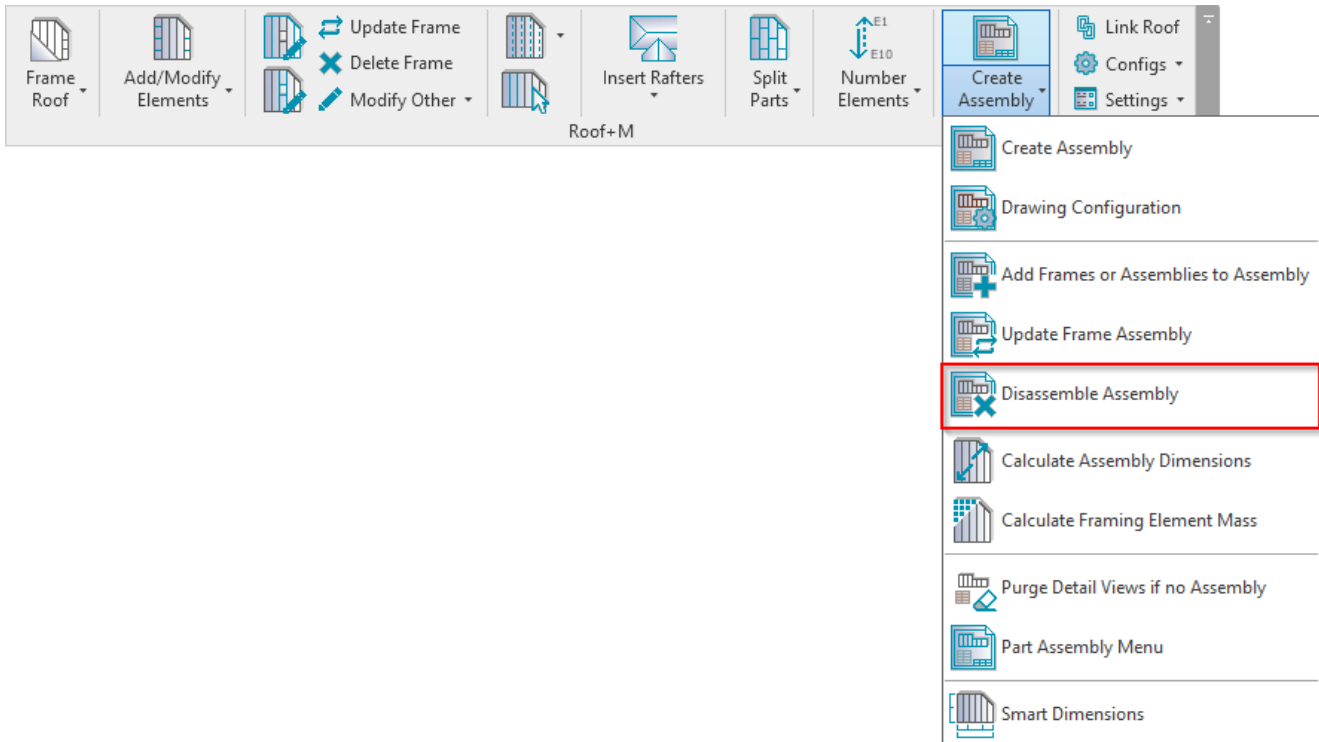 Frame
Roof
Add/Modify
Elements
Update Frame
Delete Frame
Modify Other
Insert Rafters
Split
Parts
E1
E10
Number
Elements
Create
Assembly
Link Roof
Configs
Settings
Roof+M
Create Assembly
Drawing Configuration
Add Frames or Assemblies to Assembly
Update Frame Assembly
Disassemble Assembly
Calculate Assembly Dimensions
Calculate Framing Element Mass
Purge Detail Views if no Assembly
Part Assembly Menu
Smart Dimensions